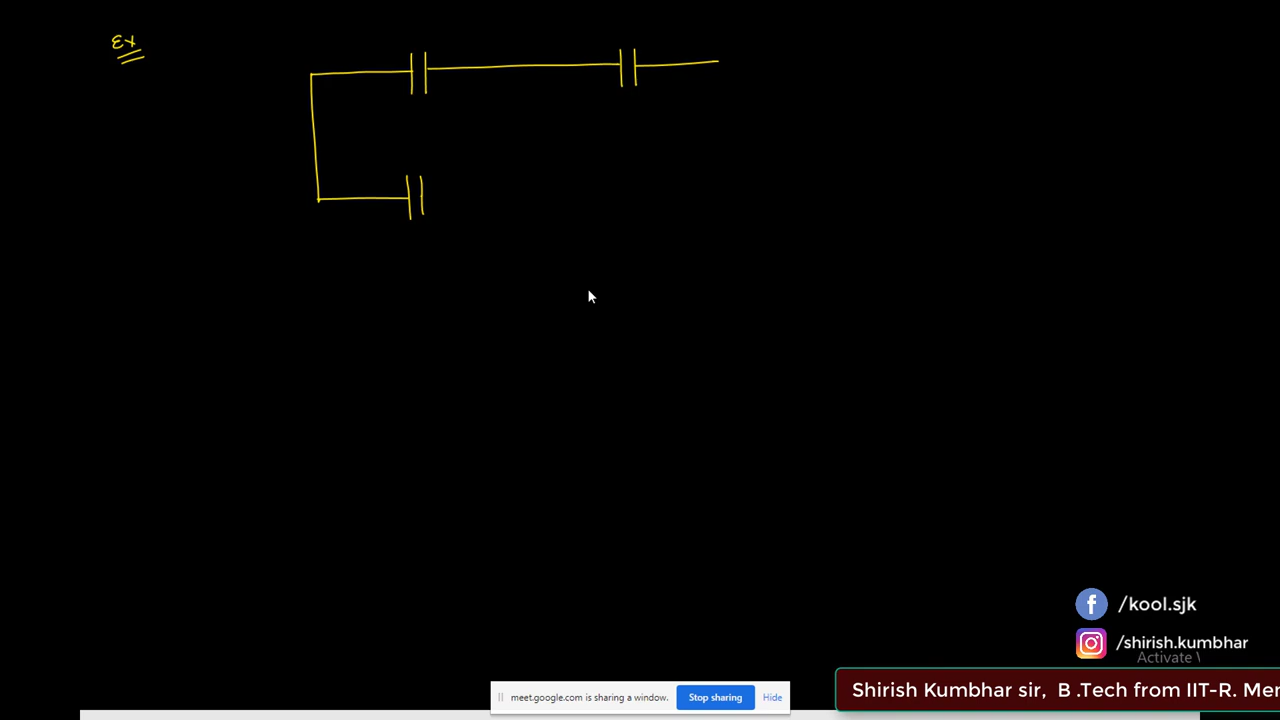 Ex
/kool.sjk
/shirish.kumbhar
Activate \
meet.google.com is sharing a window.
Stop sharing
Hide
Shirish Kumbhar sir, B .Tech from IIT-R. Mer